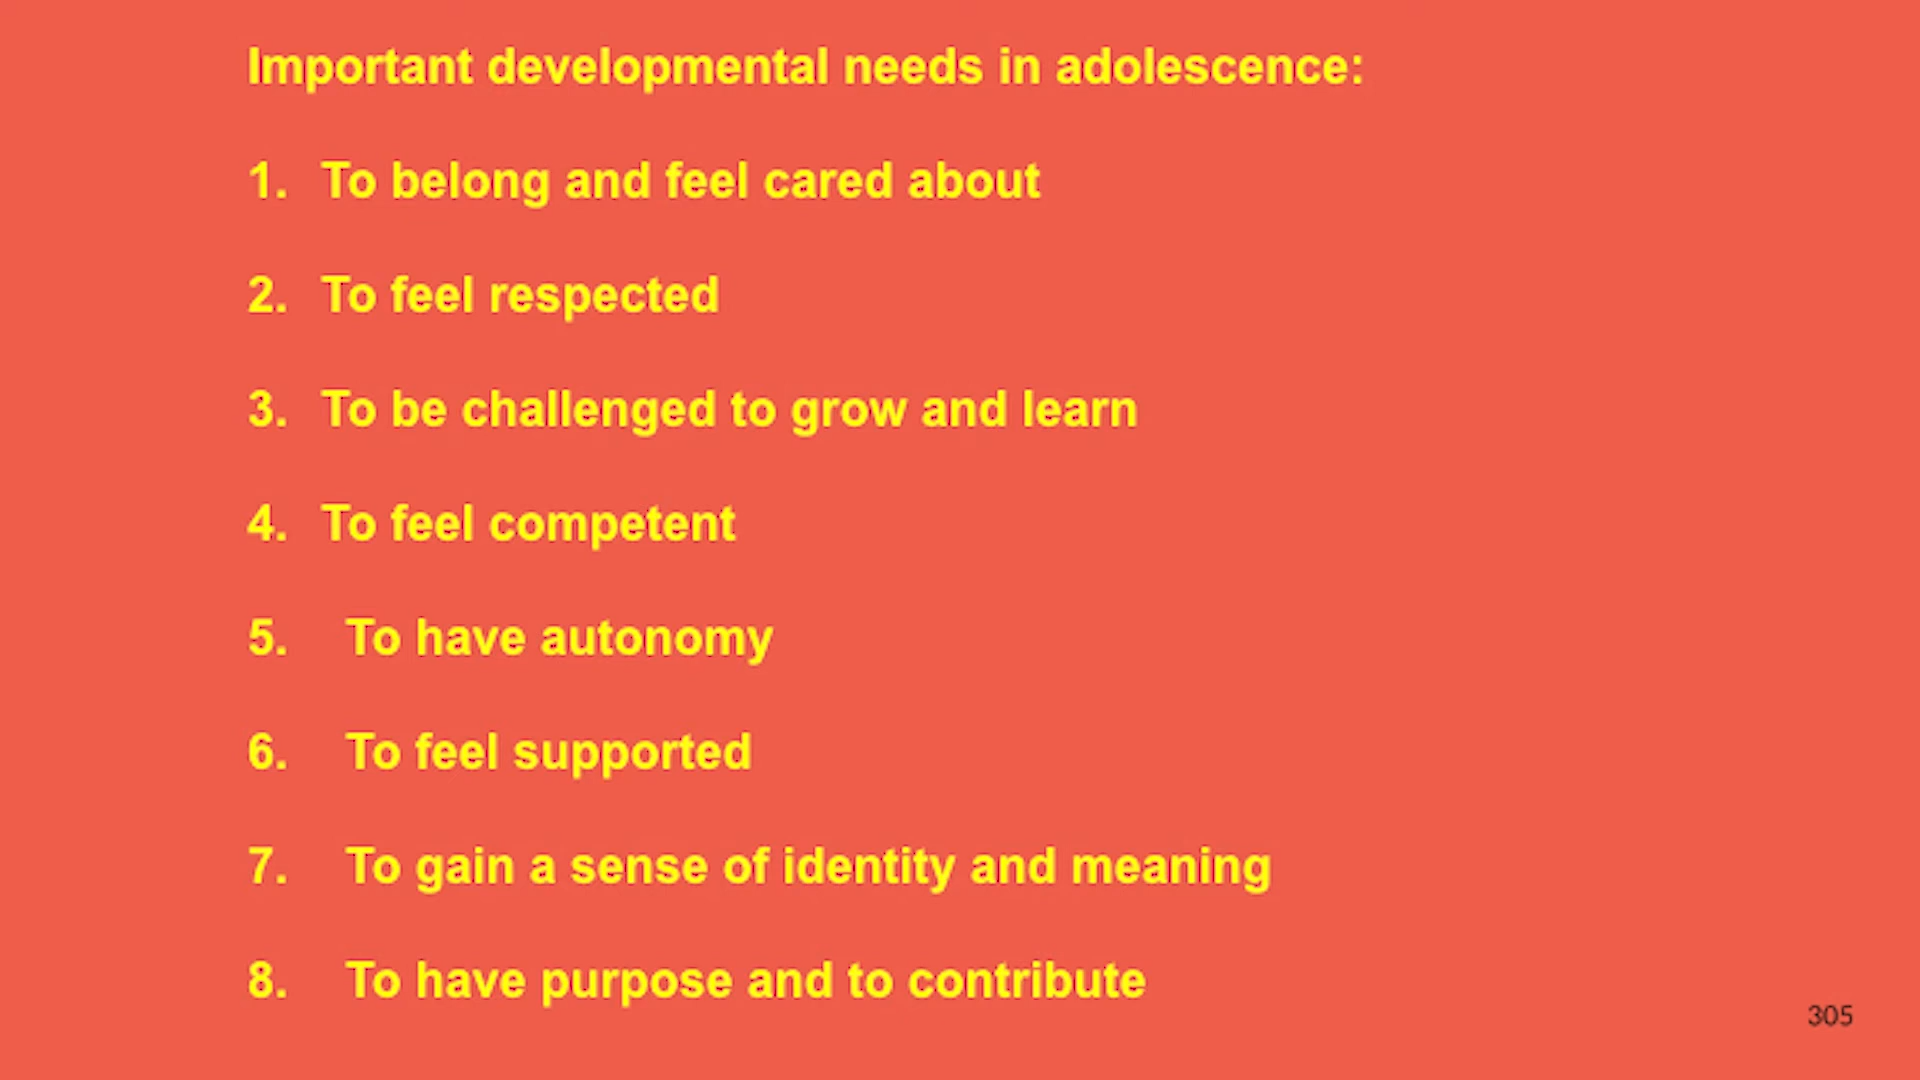 Important developmental needs in adolescence:
1. To belong and feel cared about
2. To feel respected
3. To be challenged to grow and learn
4. To feel competent
5. To have autonomy
6. To feel supported
7. To gain a sense of identity and meaning
8. To have purpose and to contribute
305